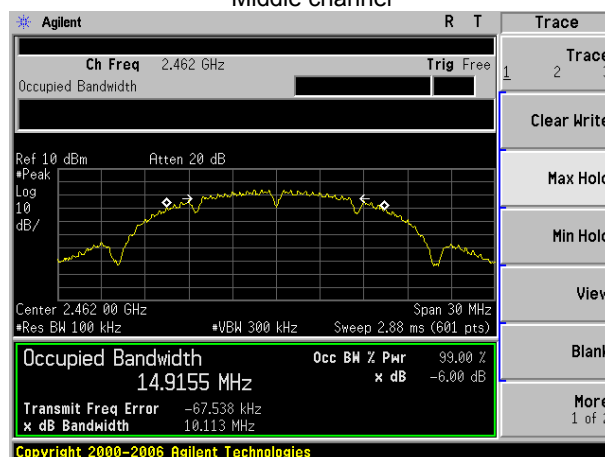 Middle channel
Agilent R T Trace
Ch Freq 2.462 GHz Trig Free
Occupied Bandwidth
Trace
1 2
Clear Write
Ref 10 dBm Atten 20 dB
#Peak
Log
10
dB/
Max Hold
Min Hold
View
Center 2.462 00 GHz Span 30 MHz
#Res BW 100 kHz #VBW 300 kHz Sweep 2.88 ms (601 pts)
Occupied Bandwidth Occ BW % Pwr 99.00 %
14.9155 MHz x dB -6.00 dB
Blank
Transmit Freq Error -67.538 kHz
x dB Bandwidth 10.113 MHz
More
1 of 2
Copyright 2000-2006 Agilent Technologies